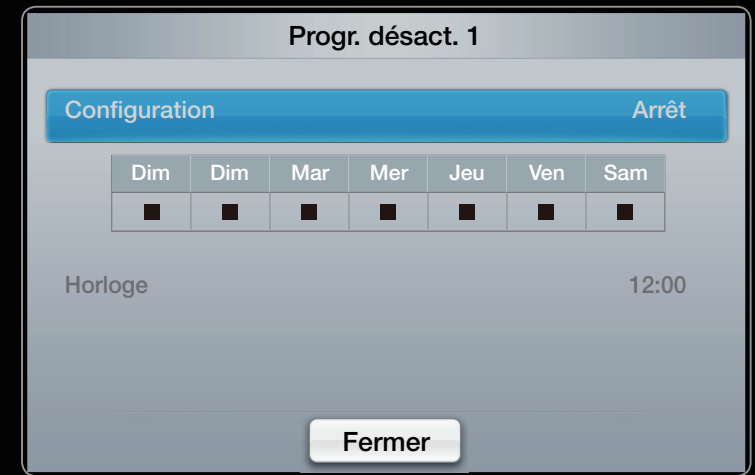 Progr. désact. 1
Configuration Arrêt
Dim Dim Mar Mer Jeu Ven Sam
Horloge 12:00
Fermer